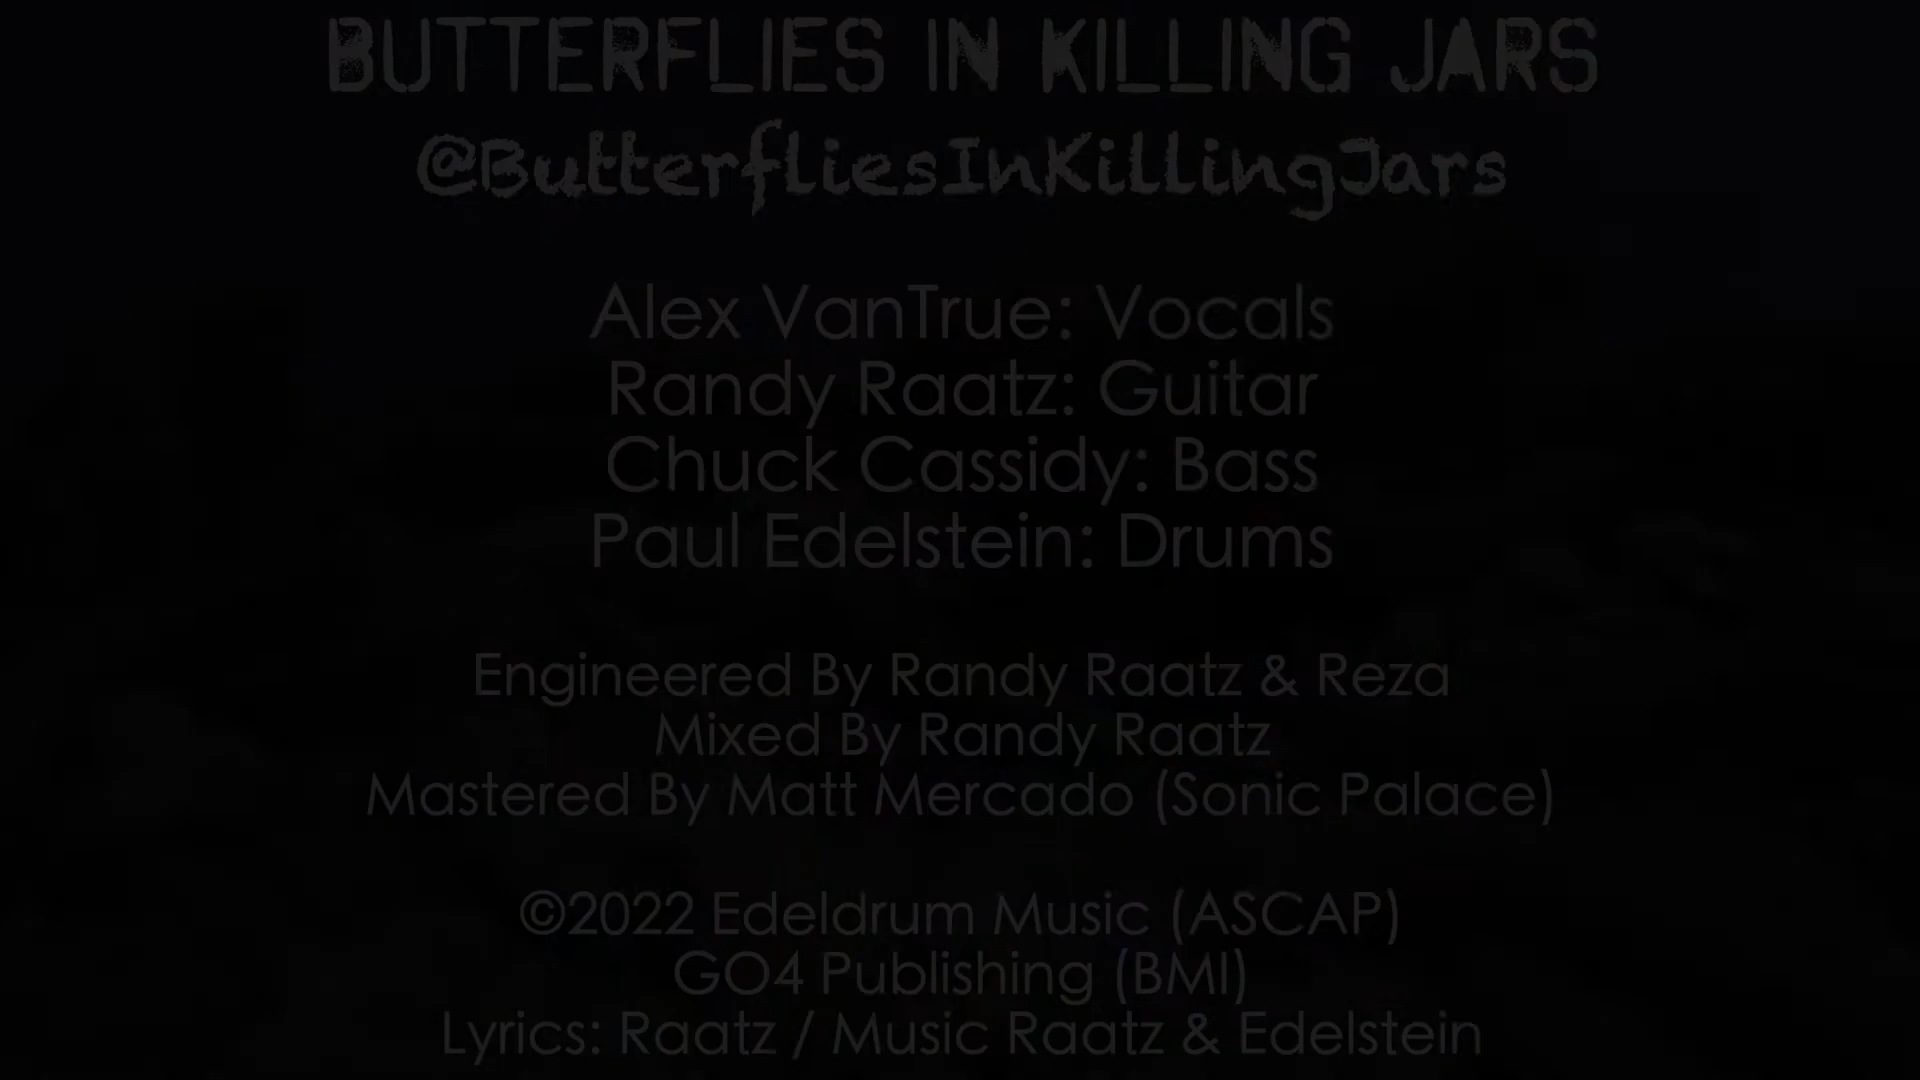 BUTTERFLIES IN KILLING JARS
@ButterfliesInKillingJars
Alex VanTrue: Vocals
Randy Raatz: Guitar
Chuck Cassidy: Bass
Paul Edelstein: Drums
Engineered By Randy Raatz & Reza
Mixed By Randy Raatz
Mastered By Matt Mercado (Sonic Palace)
©2022 Edeldrum Music (ASCAP)
GO4 Publishing (BMI)
Lyrics: Raatz / Music Raatz & Edelstein